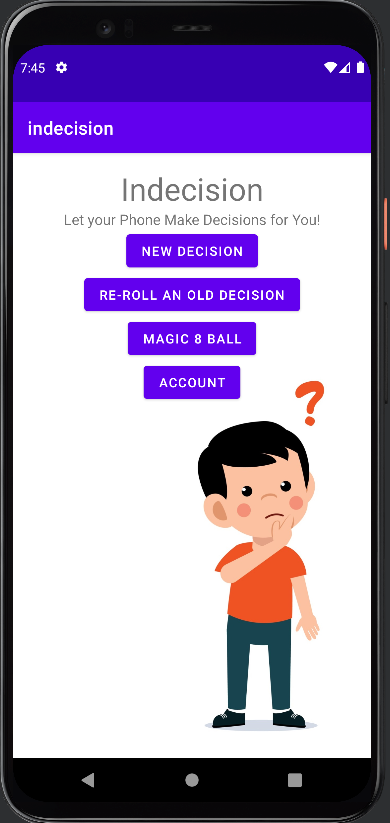 7:45
indecision
Indecision
Let your Phone Make Decisions for You!
NEW DECISION
RE-ROLL AN OLD DECISION
MAGIC 8 BALL
ACCOUNT
?